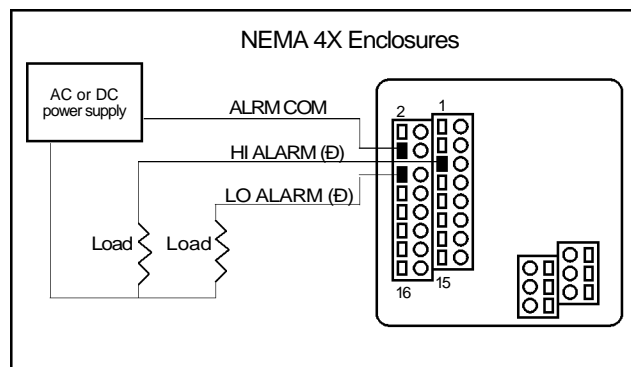 NEMA 4X Enclosures
AC or DC
power supply
ALRM COM
HI ALARM (Đ)
LO ALARM (Đ)
Load
Load
2
1
16
15